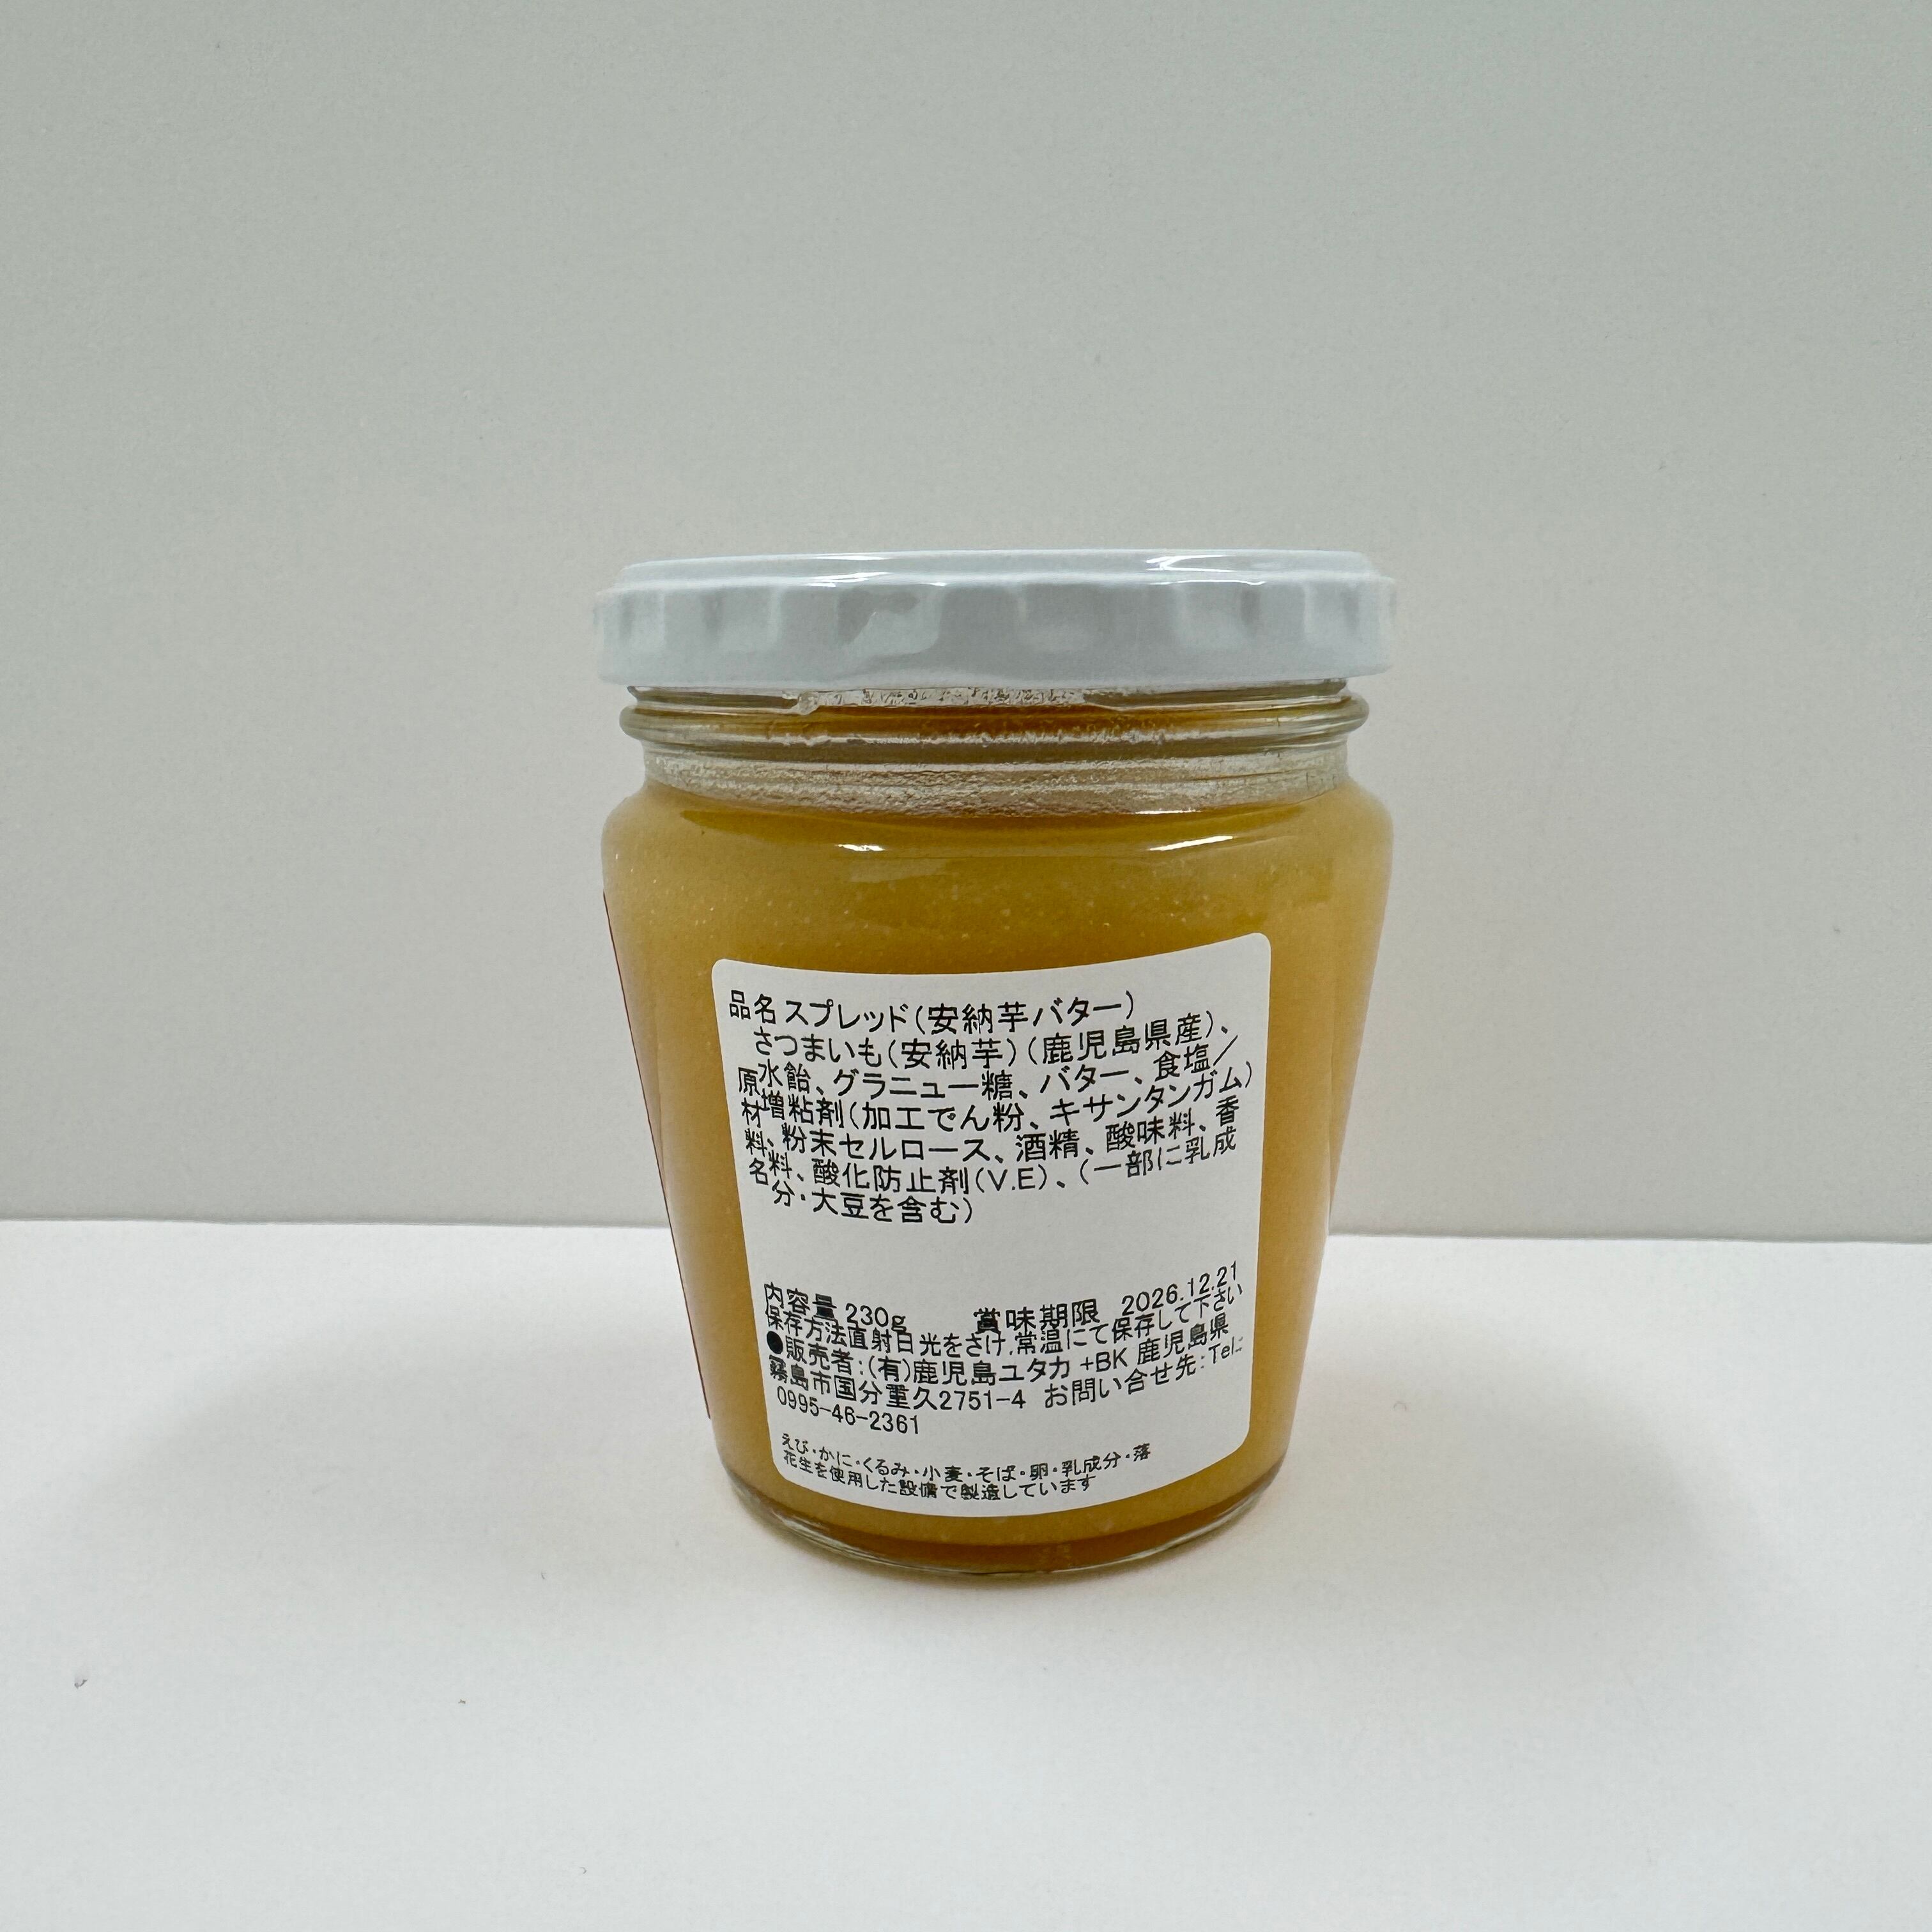 品名 スプレッド(安納芋バター)
さつまいも(安納芋)(鹿児島県産)、
原材料名
水飴、グラニュー糖、バター、食塩/
増粘剤(加工でん粉、キサンタンガム)
、粉末セルロース、酒精、酸味料、香
料、酸化防止剤(V.E)、(一部に乳成
分・大豆を含む)
内容量 230g 賞味期限 2026.12.21
保存方法直射日光をさけ,常温にて保存して下さい
●販売者:(有)鹿児島ユタカ +BK 鹿児島県
霧島市国分重久2751-4 お問い合せ先:Tel:
0995-46-2361
えび・かに・くるみ・小麦・そば・卵・乳成分・落
花生を使用した設備で製造しています